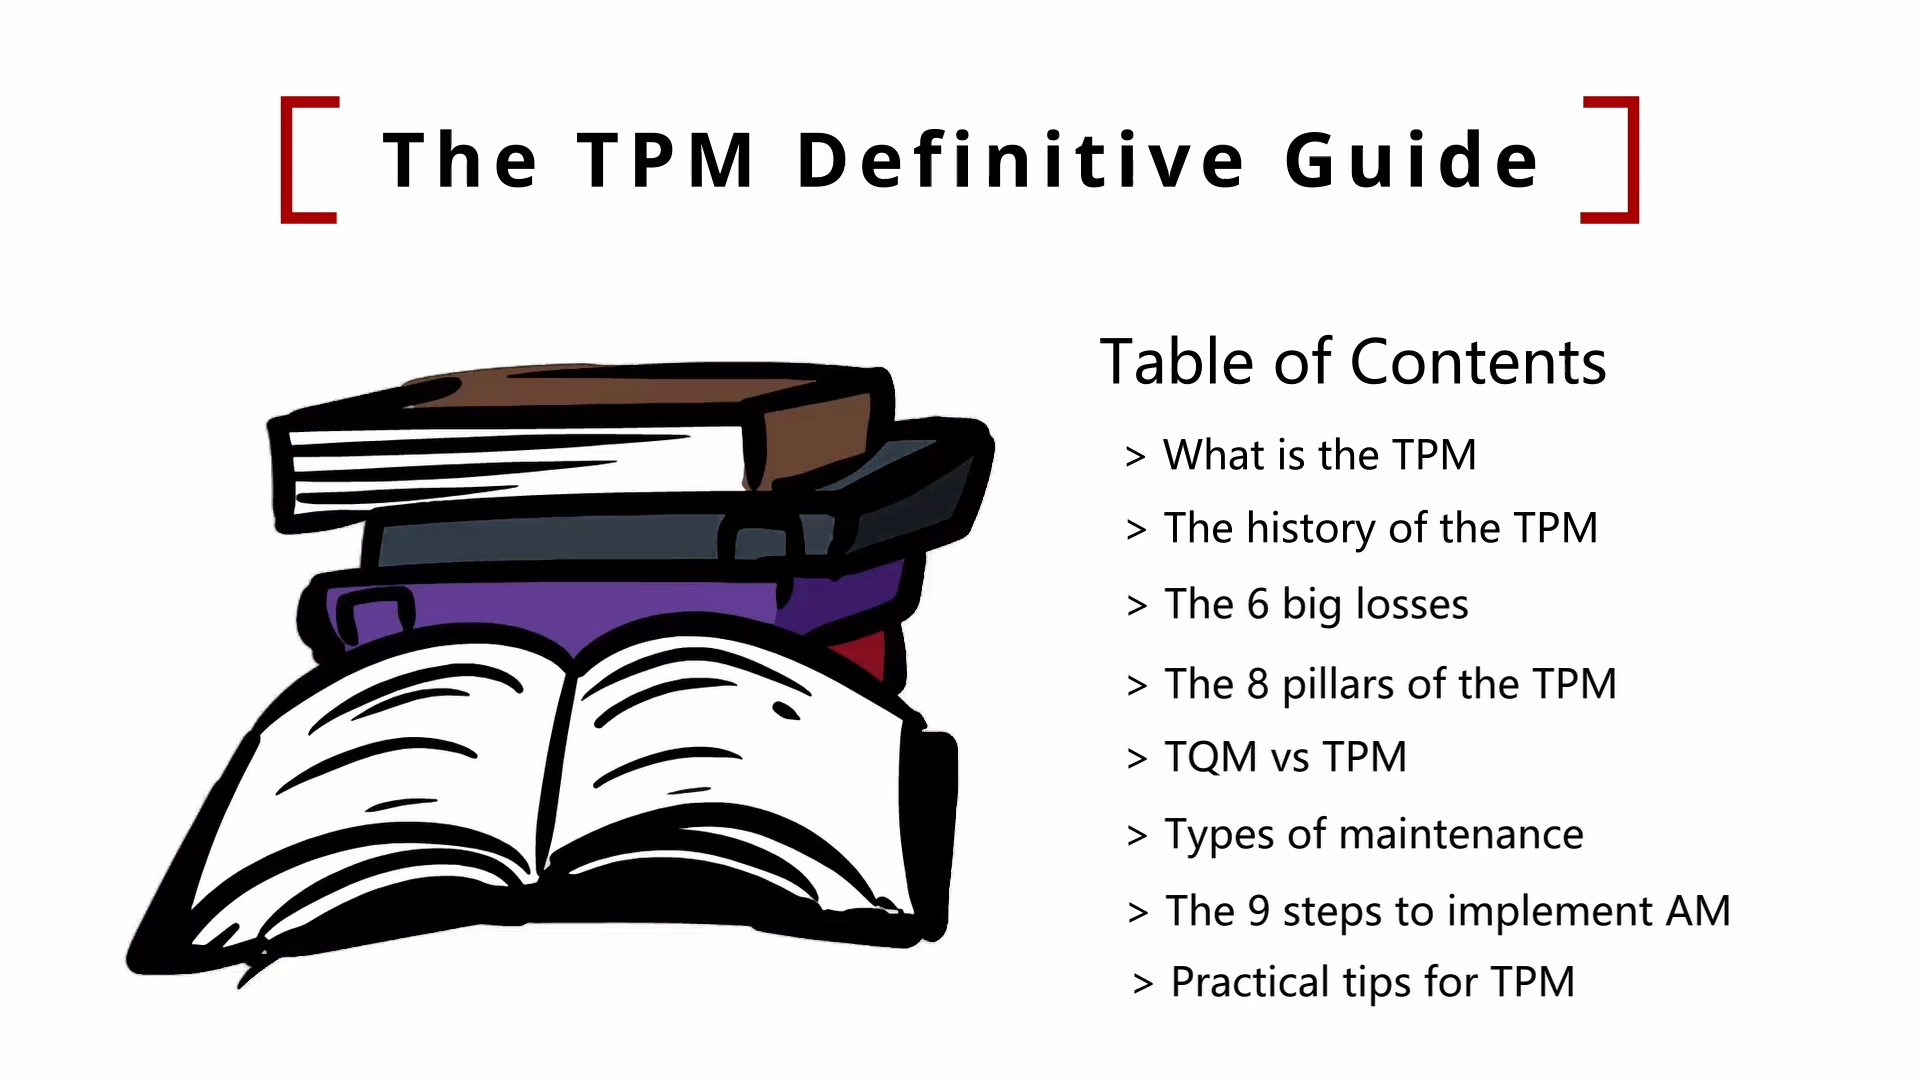 The TPM Definitive Guide
Table of Contents
> What is the TPM
> The history of the TPM
> The 6 big losses
> The 8 pillars of the TPM
> TQM vs TPM
> Types of maintenance
> The 9 steps to implement AM
> Practical tips for TPM